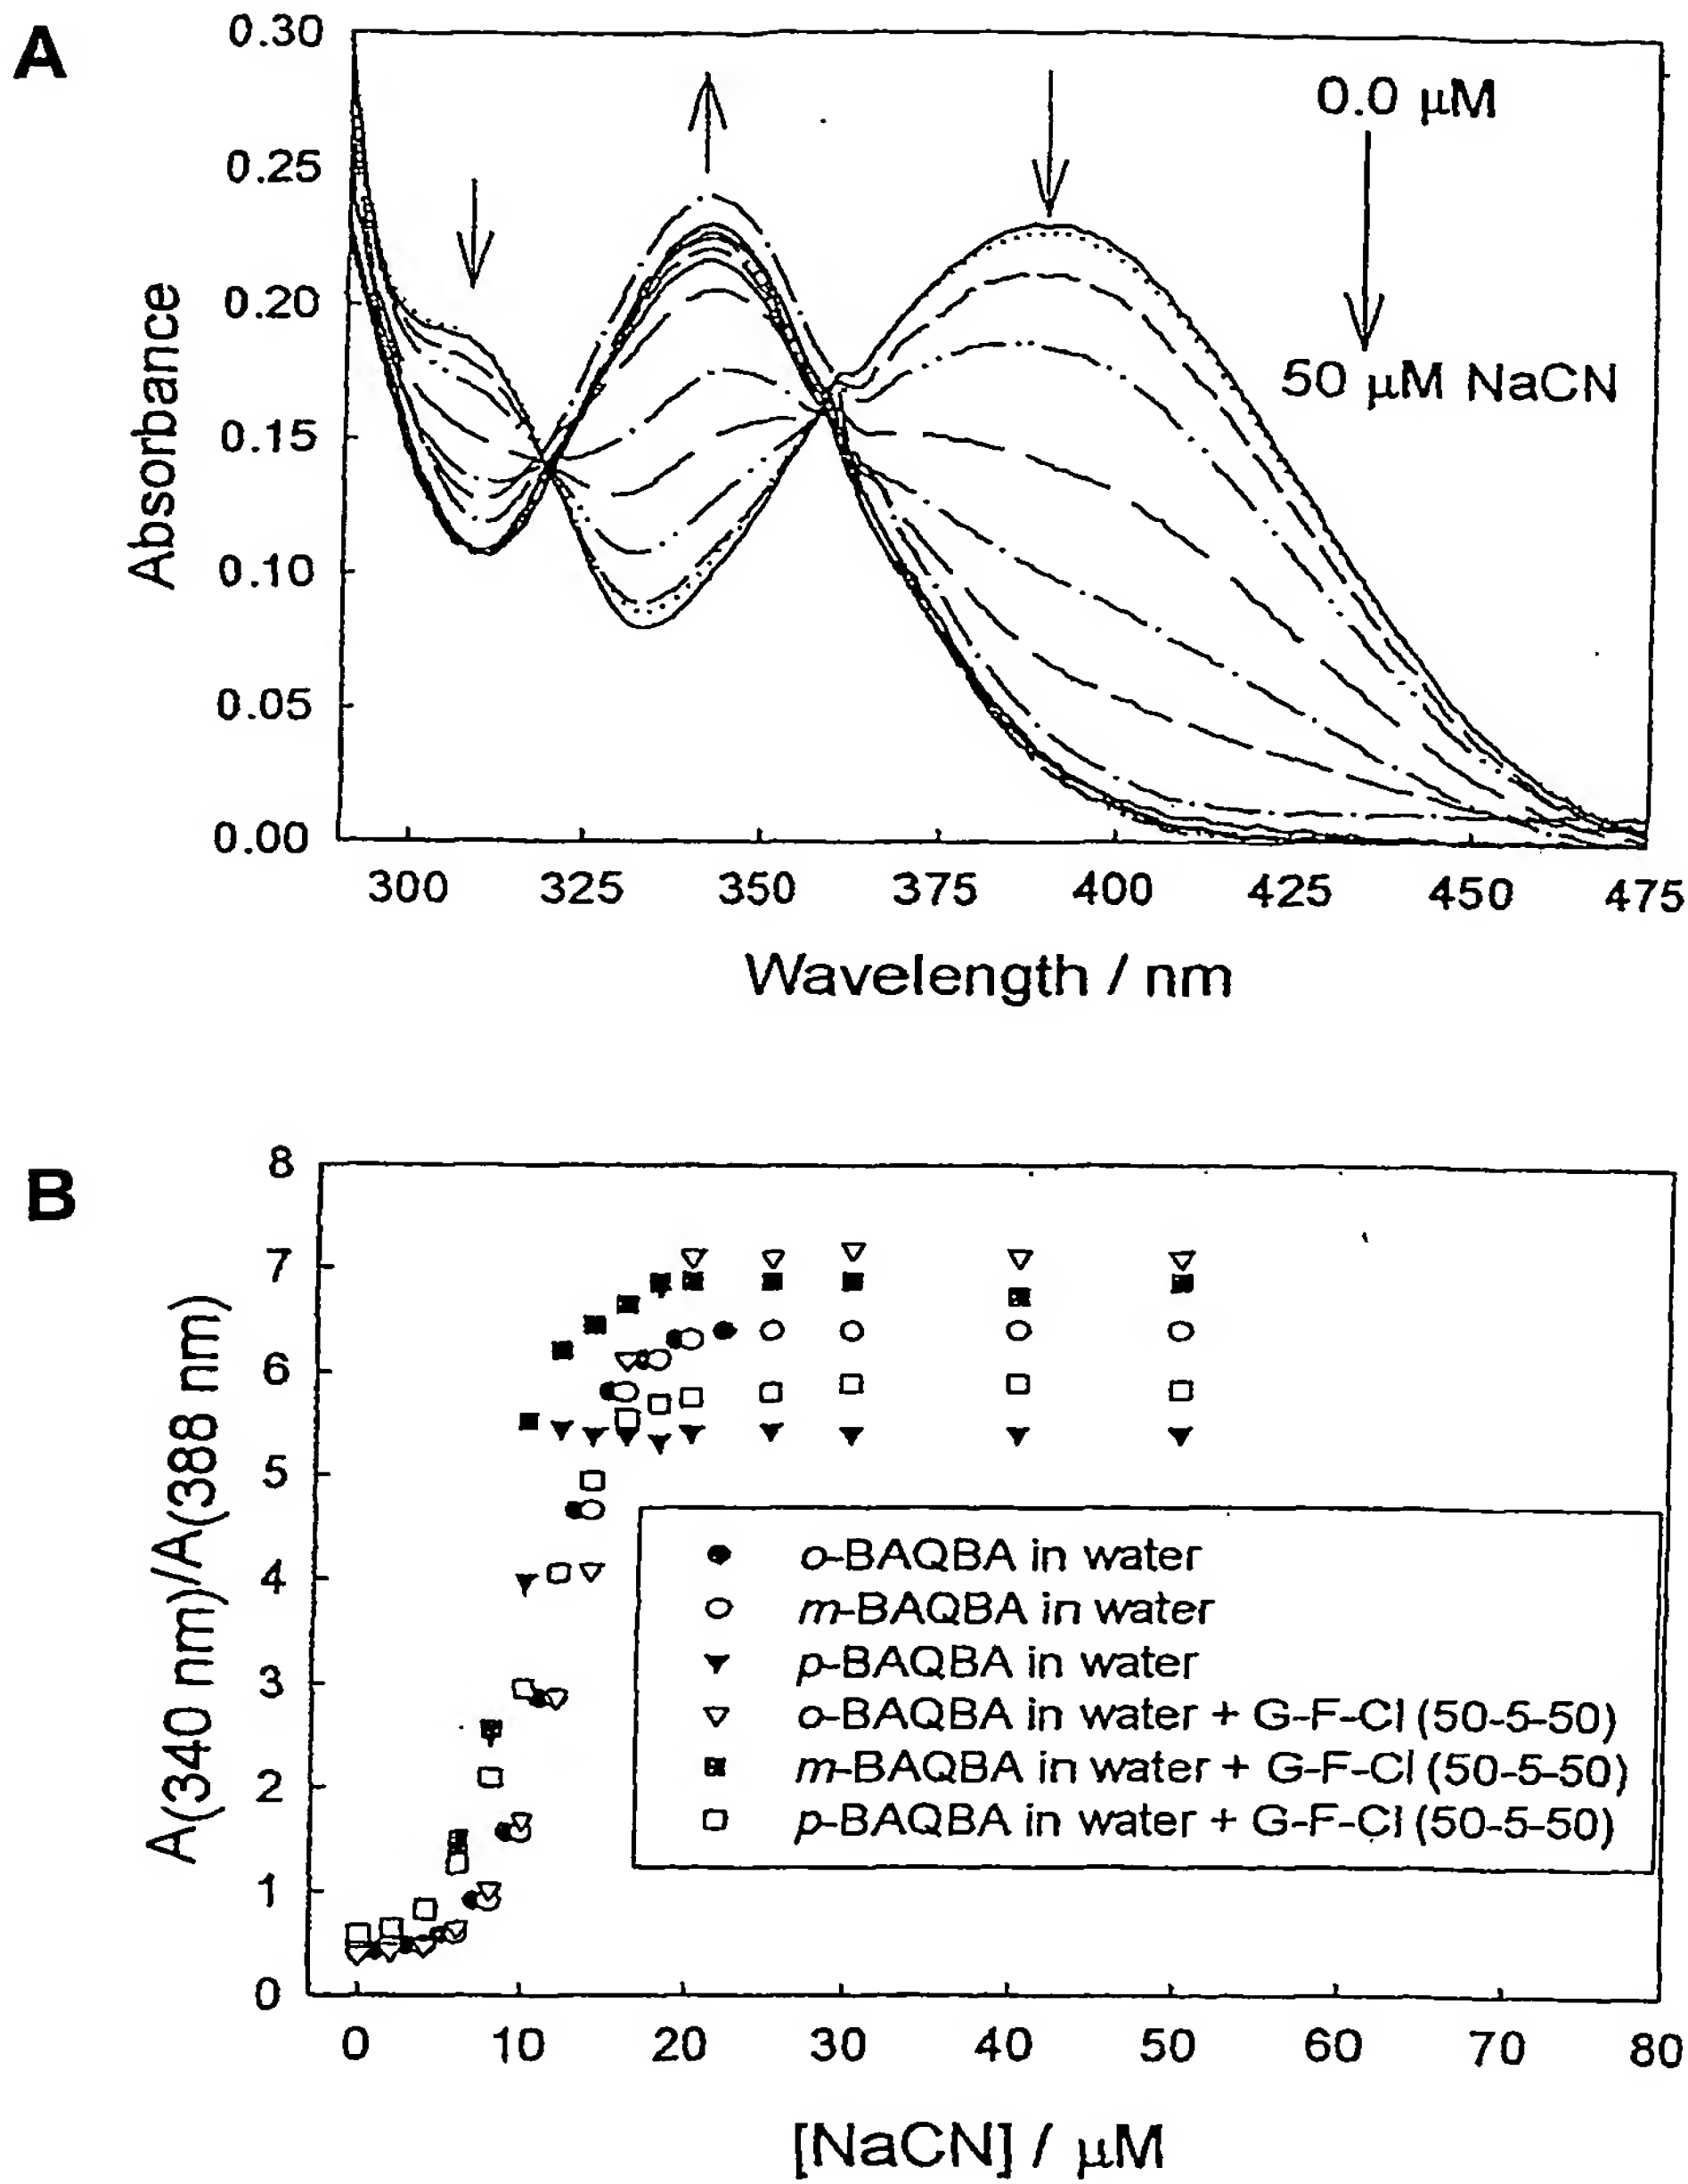 A
0.30
0.25
0.20
0.15
0.10
0.05
0.00
Absorbance
0.0 μM
50 μM NaCN
300 325 350 375 400 425 450 475
Wavelength / nm
B
8
7
6
5
4
3
2
1
0
A(340 nm)/A(388 nm)
o-BAQBA in water
m-BAQBA in water
p-BAQBA in water
o-BAQBA in water + G-F-Cl (50-5-50)
m-BAQBA in water + G-F-Cl (50-5-50)
p-BAQBA in water + G-F-Cl (50-5-50)
0 10 20 30 40 50 60 70 80
[NaCN] / μM